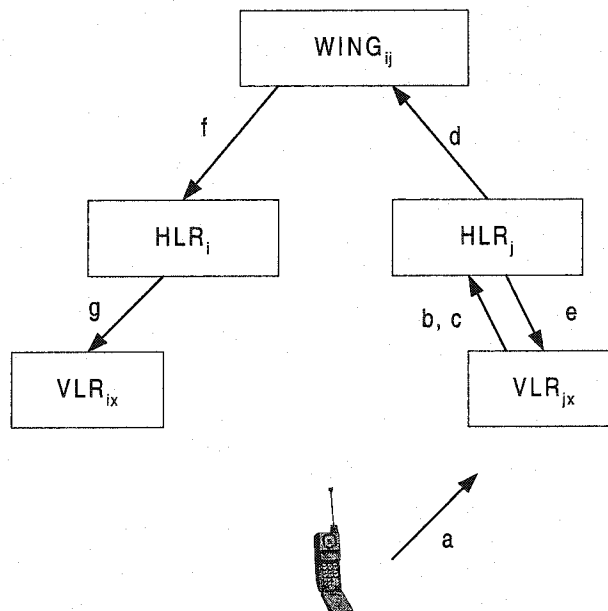 WING_ij
f
d
HLR_i
HLR_j
g
b, c
e
VLR_ix
VLR_jx
a